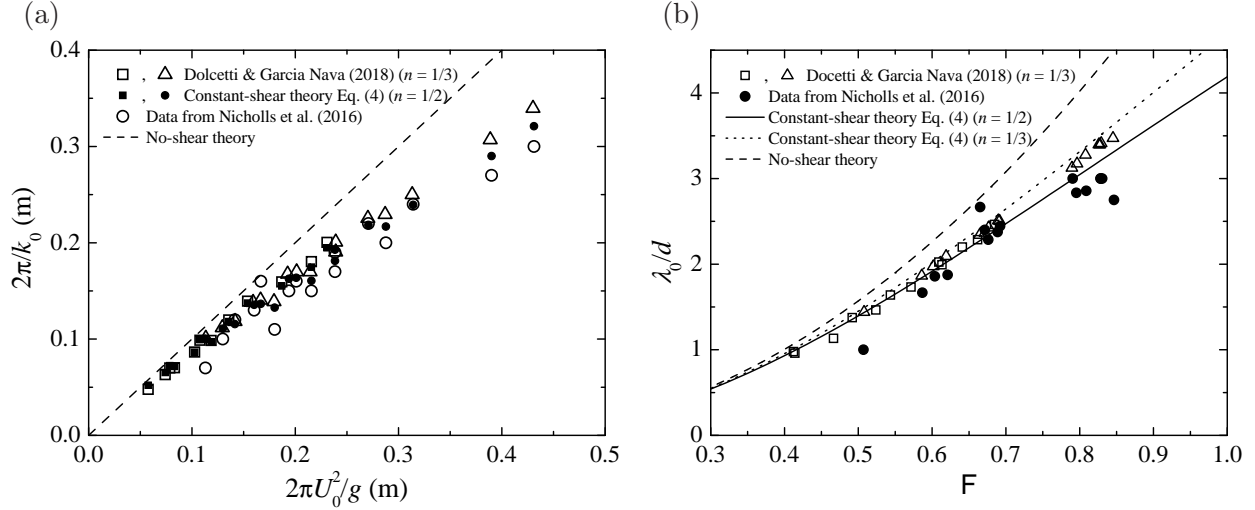 (a)
0.4
0.3
0.2
0.1
0.0
2π/k₀ (m)
, Dolcetti & Garcia Nava (2018) (n = 1/3)
, Constant-shear theory Eq. (4) (n = 1/2)
Data from Nicholls et al. (2016)
No-shear theory
0.0 0.1 0.2 0.3 0.4 0.5
2πU₀²/g (m)
(b)
4
3
2
1
0
λ₀/d
, Docetti & Garcia Nava (2018) (n = 1/3)
Data from Nicholls et al. (2016)
Constant-shear theory Eq. (4) (n = 1/2)
Constant-shear theory Eq. (4) (n = 1/3)
No-shear theory
0.3 0.4 0.5 0.6 0.7 0.8 0.9 1.0
F